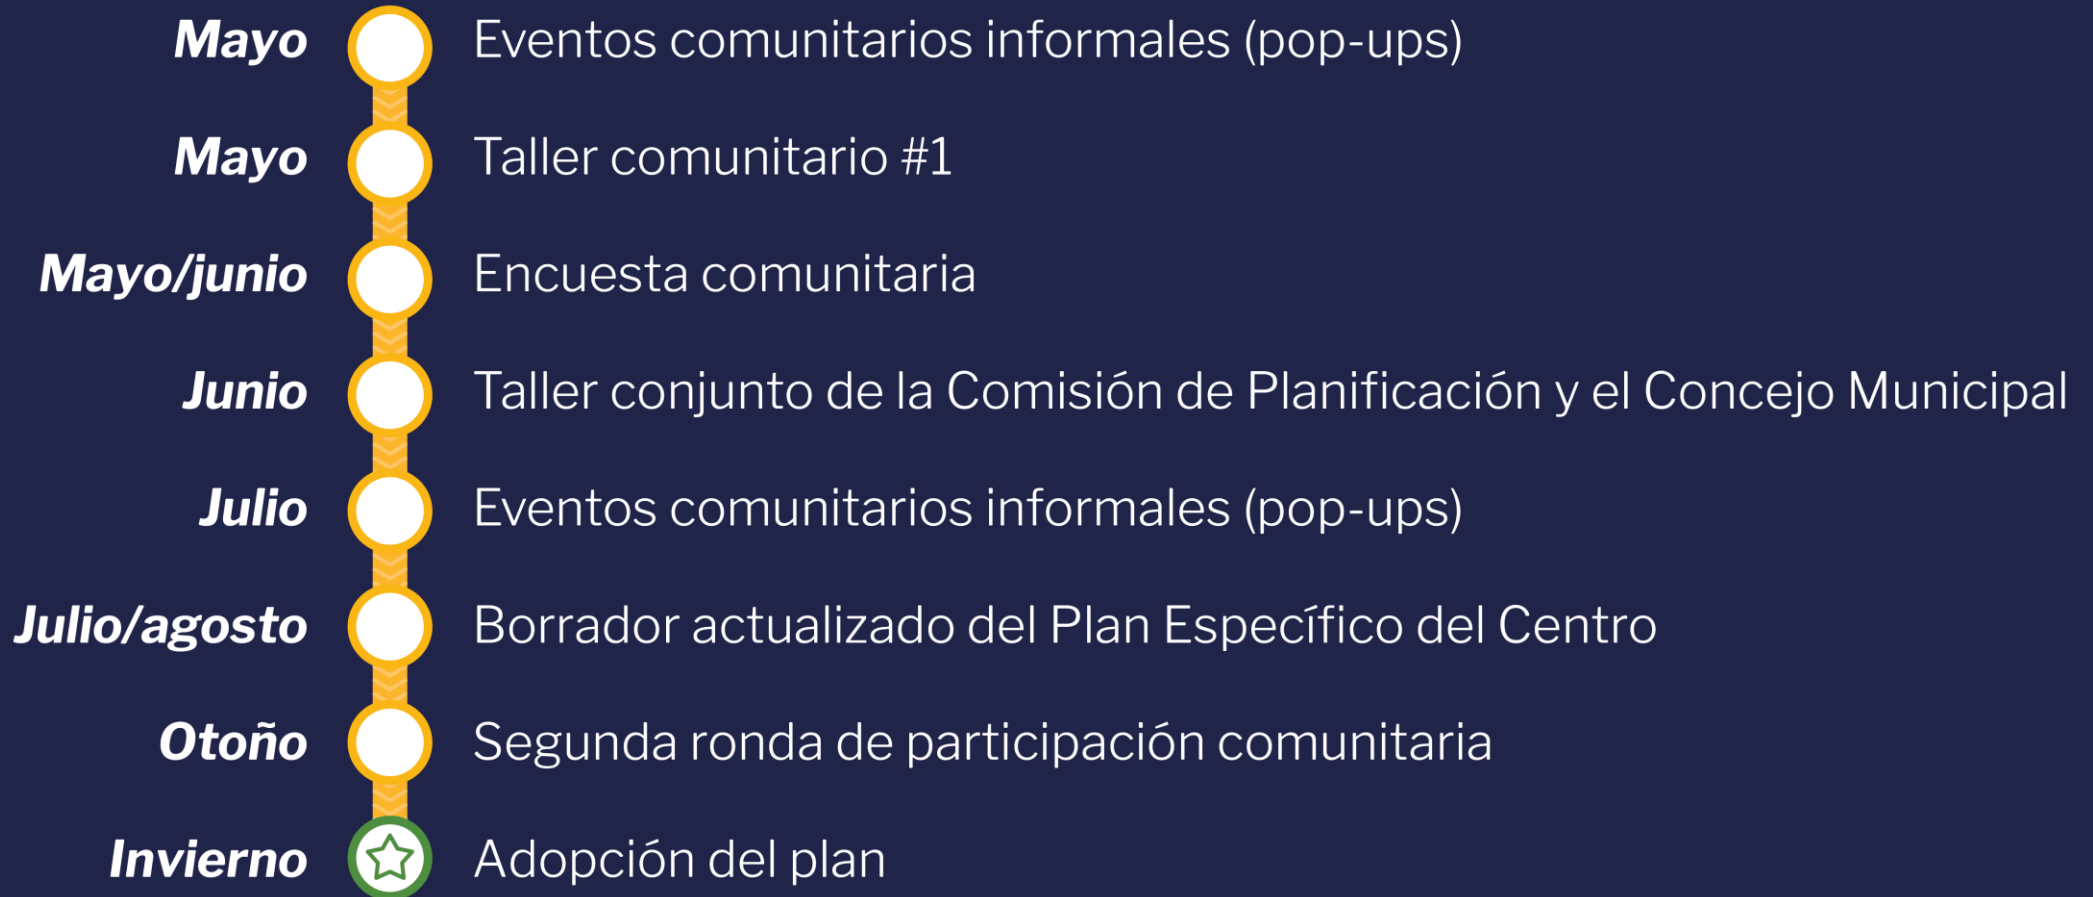 Mayo Eventos comunitarios informales (pop-ups)
Mayo Taller comunitario #1
Mayo/junio Encuesta comunitaria
Junio Taller conjunto de la Comisión de Planificación y el Concejo Municipal
Julio Eventos comunitarios informales (pop-ups)
Julio/agosto Borrador actualizado del Plan Específico del Centro
Otoño Segunda ronda de participación comunitaria
Invierno Adopción del plan